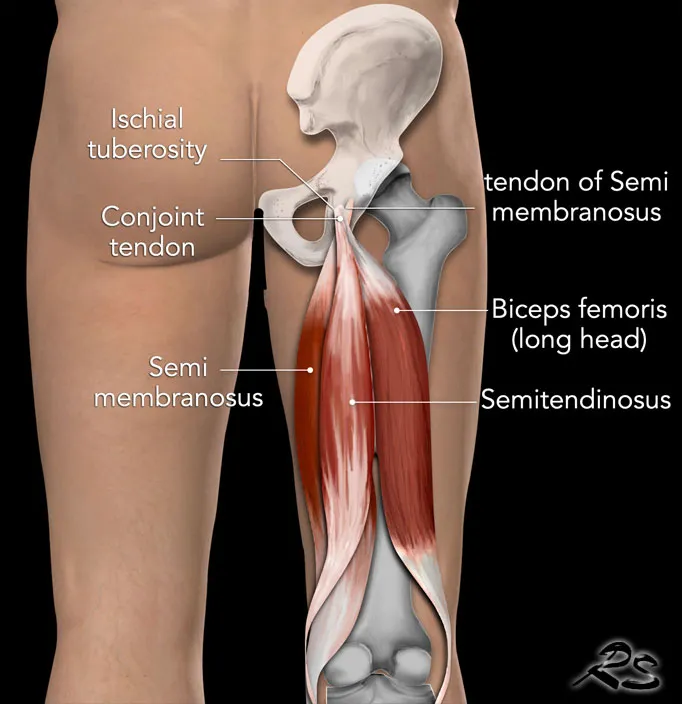 Ischial
tuberosity
Conjoint
tendon
tendon of Semi
membranosus
Biceps femoris
(long head)
Semi
membranosus
Semitendinosus
RS